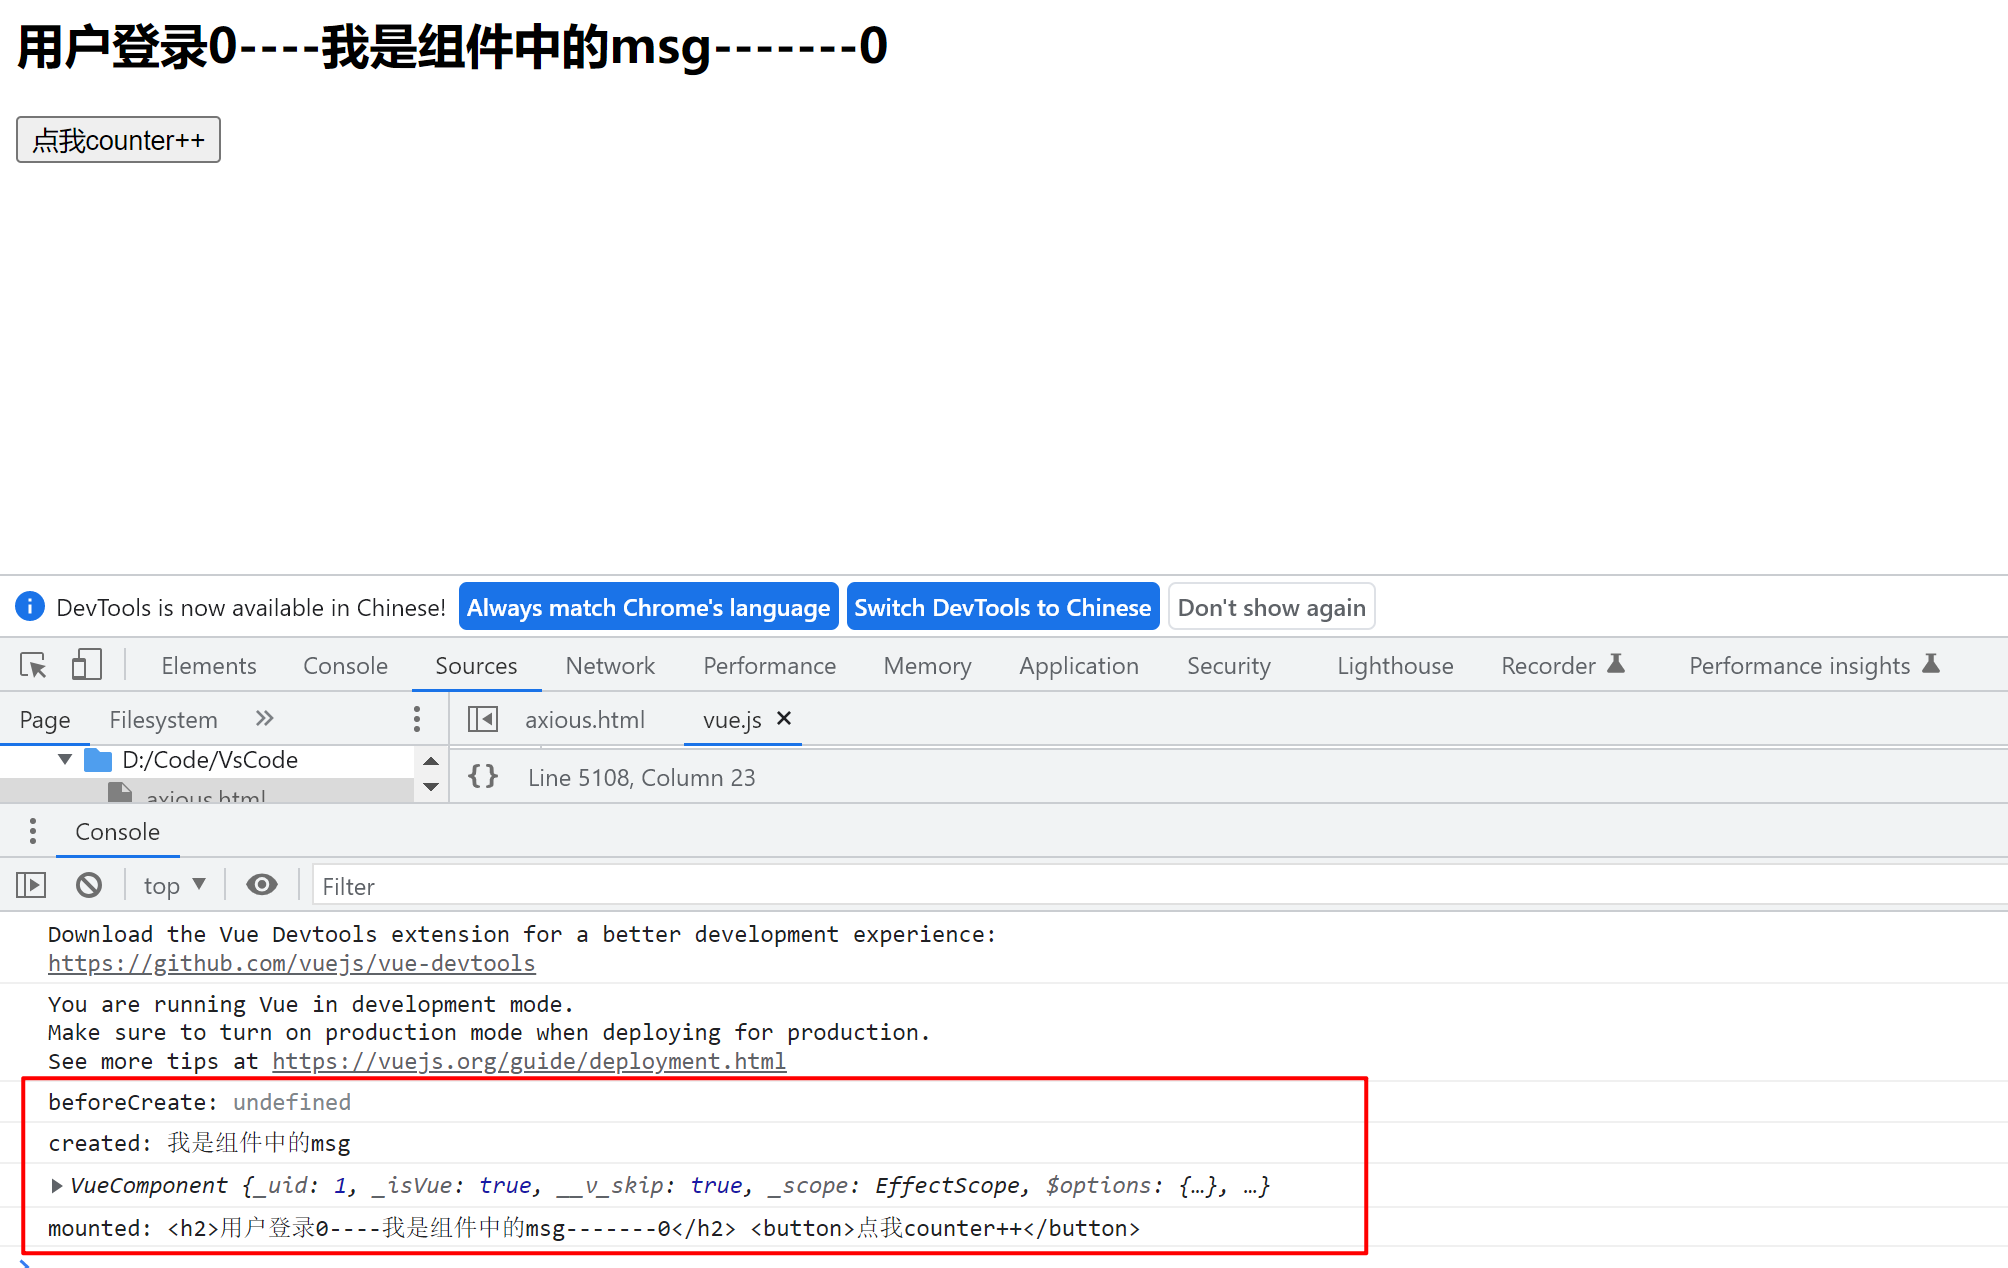 用户登录0----我是组件中的msg-------0
点我counter++
DevTools is now available in Chinese! Always match Chrome's language Switch DevTools to Chinese Don't show again
Elements Console Sources Network Performance Memory Application Security Lighthouse Recorder Performance insights
Page Filesystem axious.html vue.js
D:/Code/VsCode
{} Line 5108, Column 23
axious.html
Console
top Filter
Download the Vue Devtools extension for a better development experience:
https://github.com/vuejs/vue-devtools
You are running Vue in development mode.
Make sure to turn on production mode when deploying for production.
See more tips at https://vuejs.org/guide/deployment.html
beforeCreate: undefined
created: 我是组件中的msg
VueComponent {_uid: 1, _isVue: true, __v_skip: true, _scope: EffectScope, $options: {…}, …}
mounted: <h2>用户登录0----我是组件中的msg-------0</h2> <button>点我counter++</button>